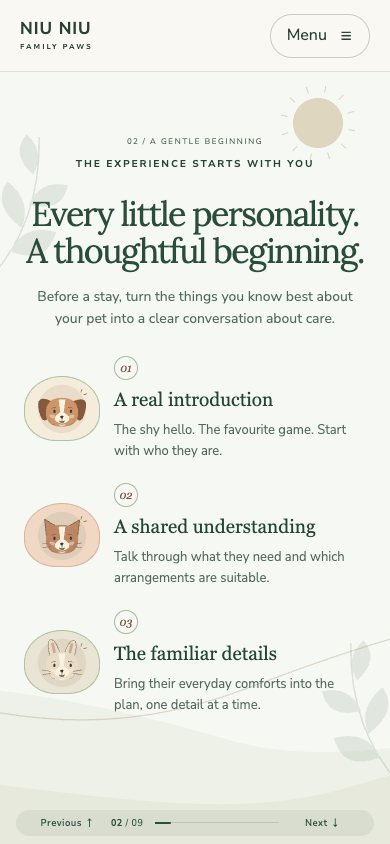 NIU NIU
FAMILY PAWS
Menu
02 / A GENTLE BEGINNING
THE EXPERIENCE STARTS WITH YOU
Every little personality.
A thoughtful beginning.
Before a stay, turn the things you know best about
your pet into a clear conversation about care.
01
A real introduction
The shy hello. The favourite game. Start
with who they are.
02
A shared understanding
Talk through what they need and which
arrangements are suitable.
03
The familiar details
Bring their everyday comforts into the
plan, one detail at a time.
Previous ↑ 02 / 09 Next ↓